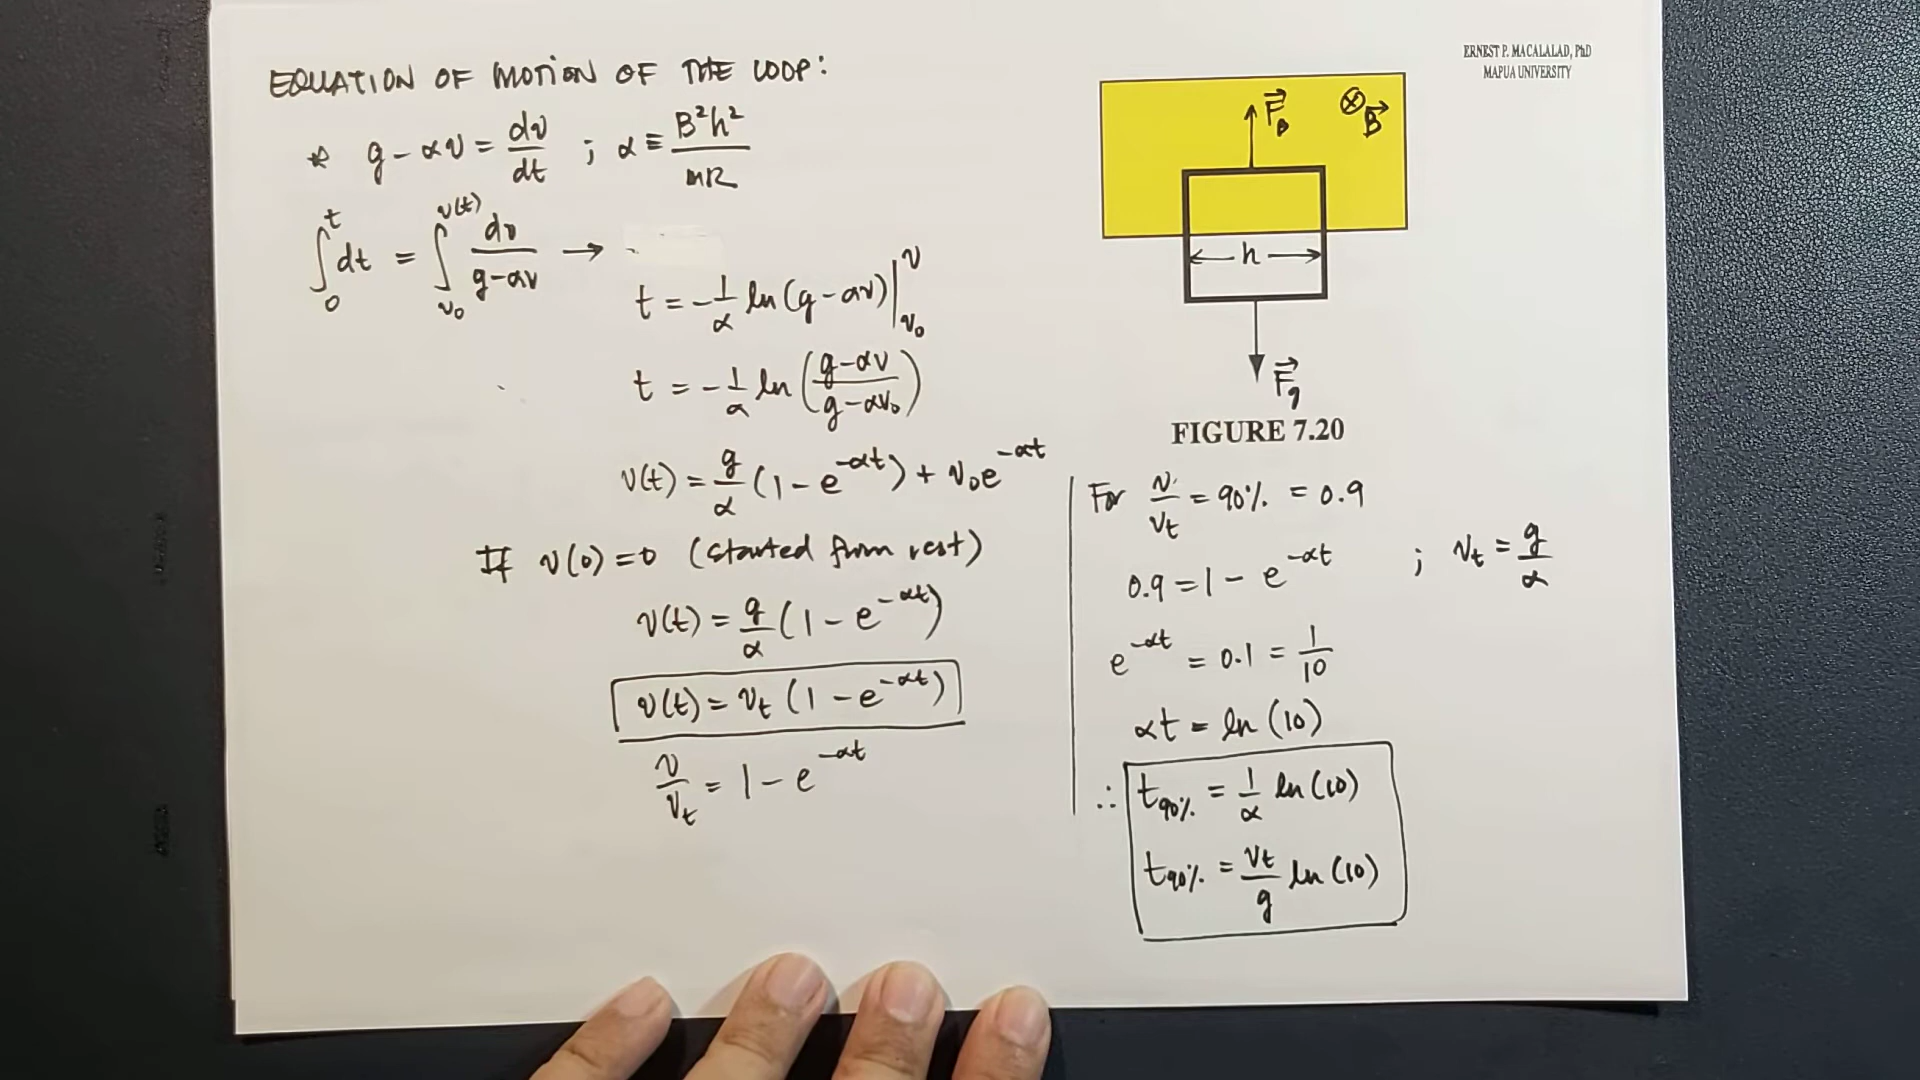 EQUATION OF MOTION OF THE LOOP:
* g - αv = dv/dt ; α ≡ B²h²/mR
∫₀ᵗ dt = ∫_{v₀}^{v(t)} dv/(g-αv) →
t = -1/α ln(g-αv)|_{v₀}^{v}
t = -1/α ln((g-αv)/(g-αv₀))
v(t) = g/α (1-e^{-αt}) + v₀e^{-αt}
If v(0)=0 (started from rest)
v(t) = g/α (1-e^{-αt})
v(t) = v_t (1-e^{-αt})
v/v_t = 1-e^{-αt}
ERNEST P. MACALALAD, PhD
MAPUA UNIVERSITY
F⃗_B
⊗ B⃗
h
F⃗_g
FIGURE 7.20
For v/v_t = 90% = 0.9
0.9 = 1 - e^{-αt} ; v_t = g/α
e^{-αt} = 0.1 = 1/10
αt = ln(10)
∴ t_{90%} = 1/α ln(10)
t_{90%} = v_t/g ln(10)